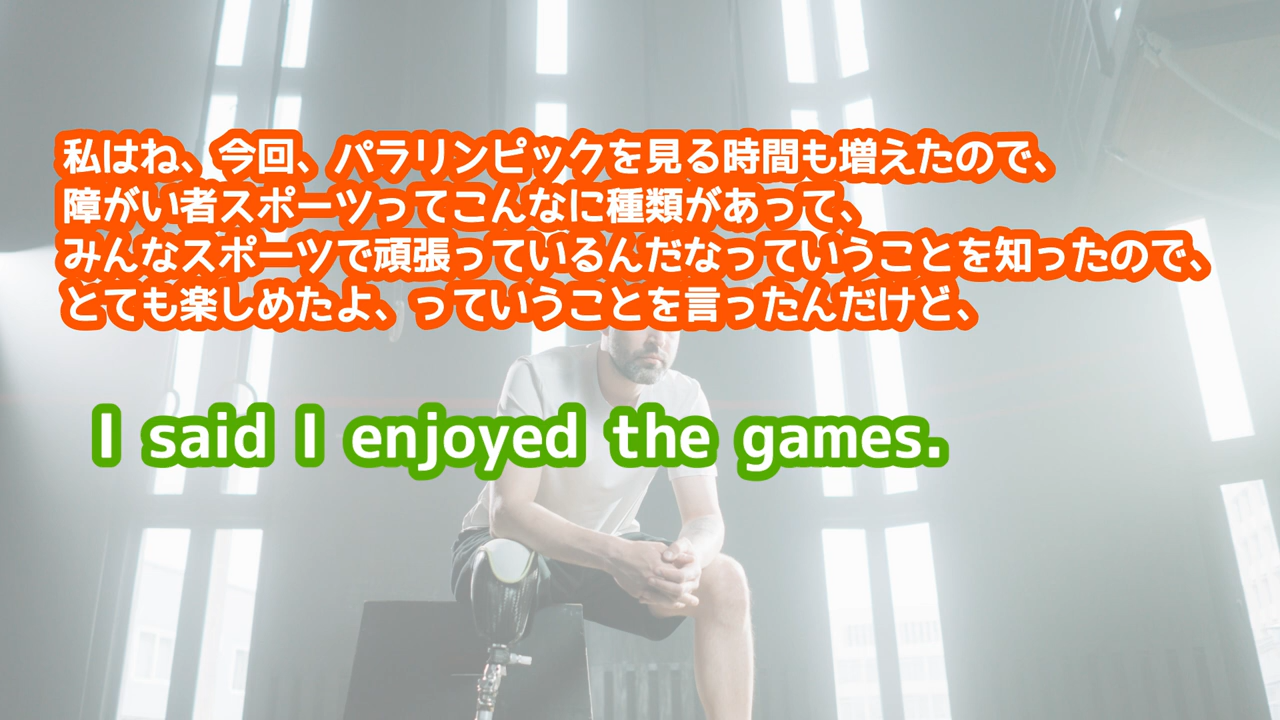 私はね、今回、パラリンピックを見る時間も増えたので、
障がい者スポーツってこんなに種類があって、
みんなスポーツで頑張っているんだなっていうことを知ったので、
とても楽しめたよ、っていうことを言ったんだけど、
I said I enjoyed the games.